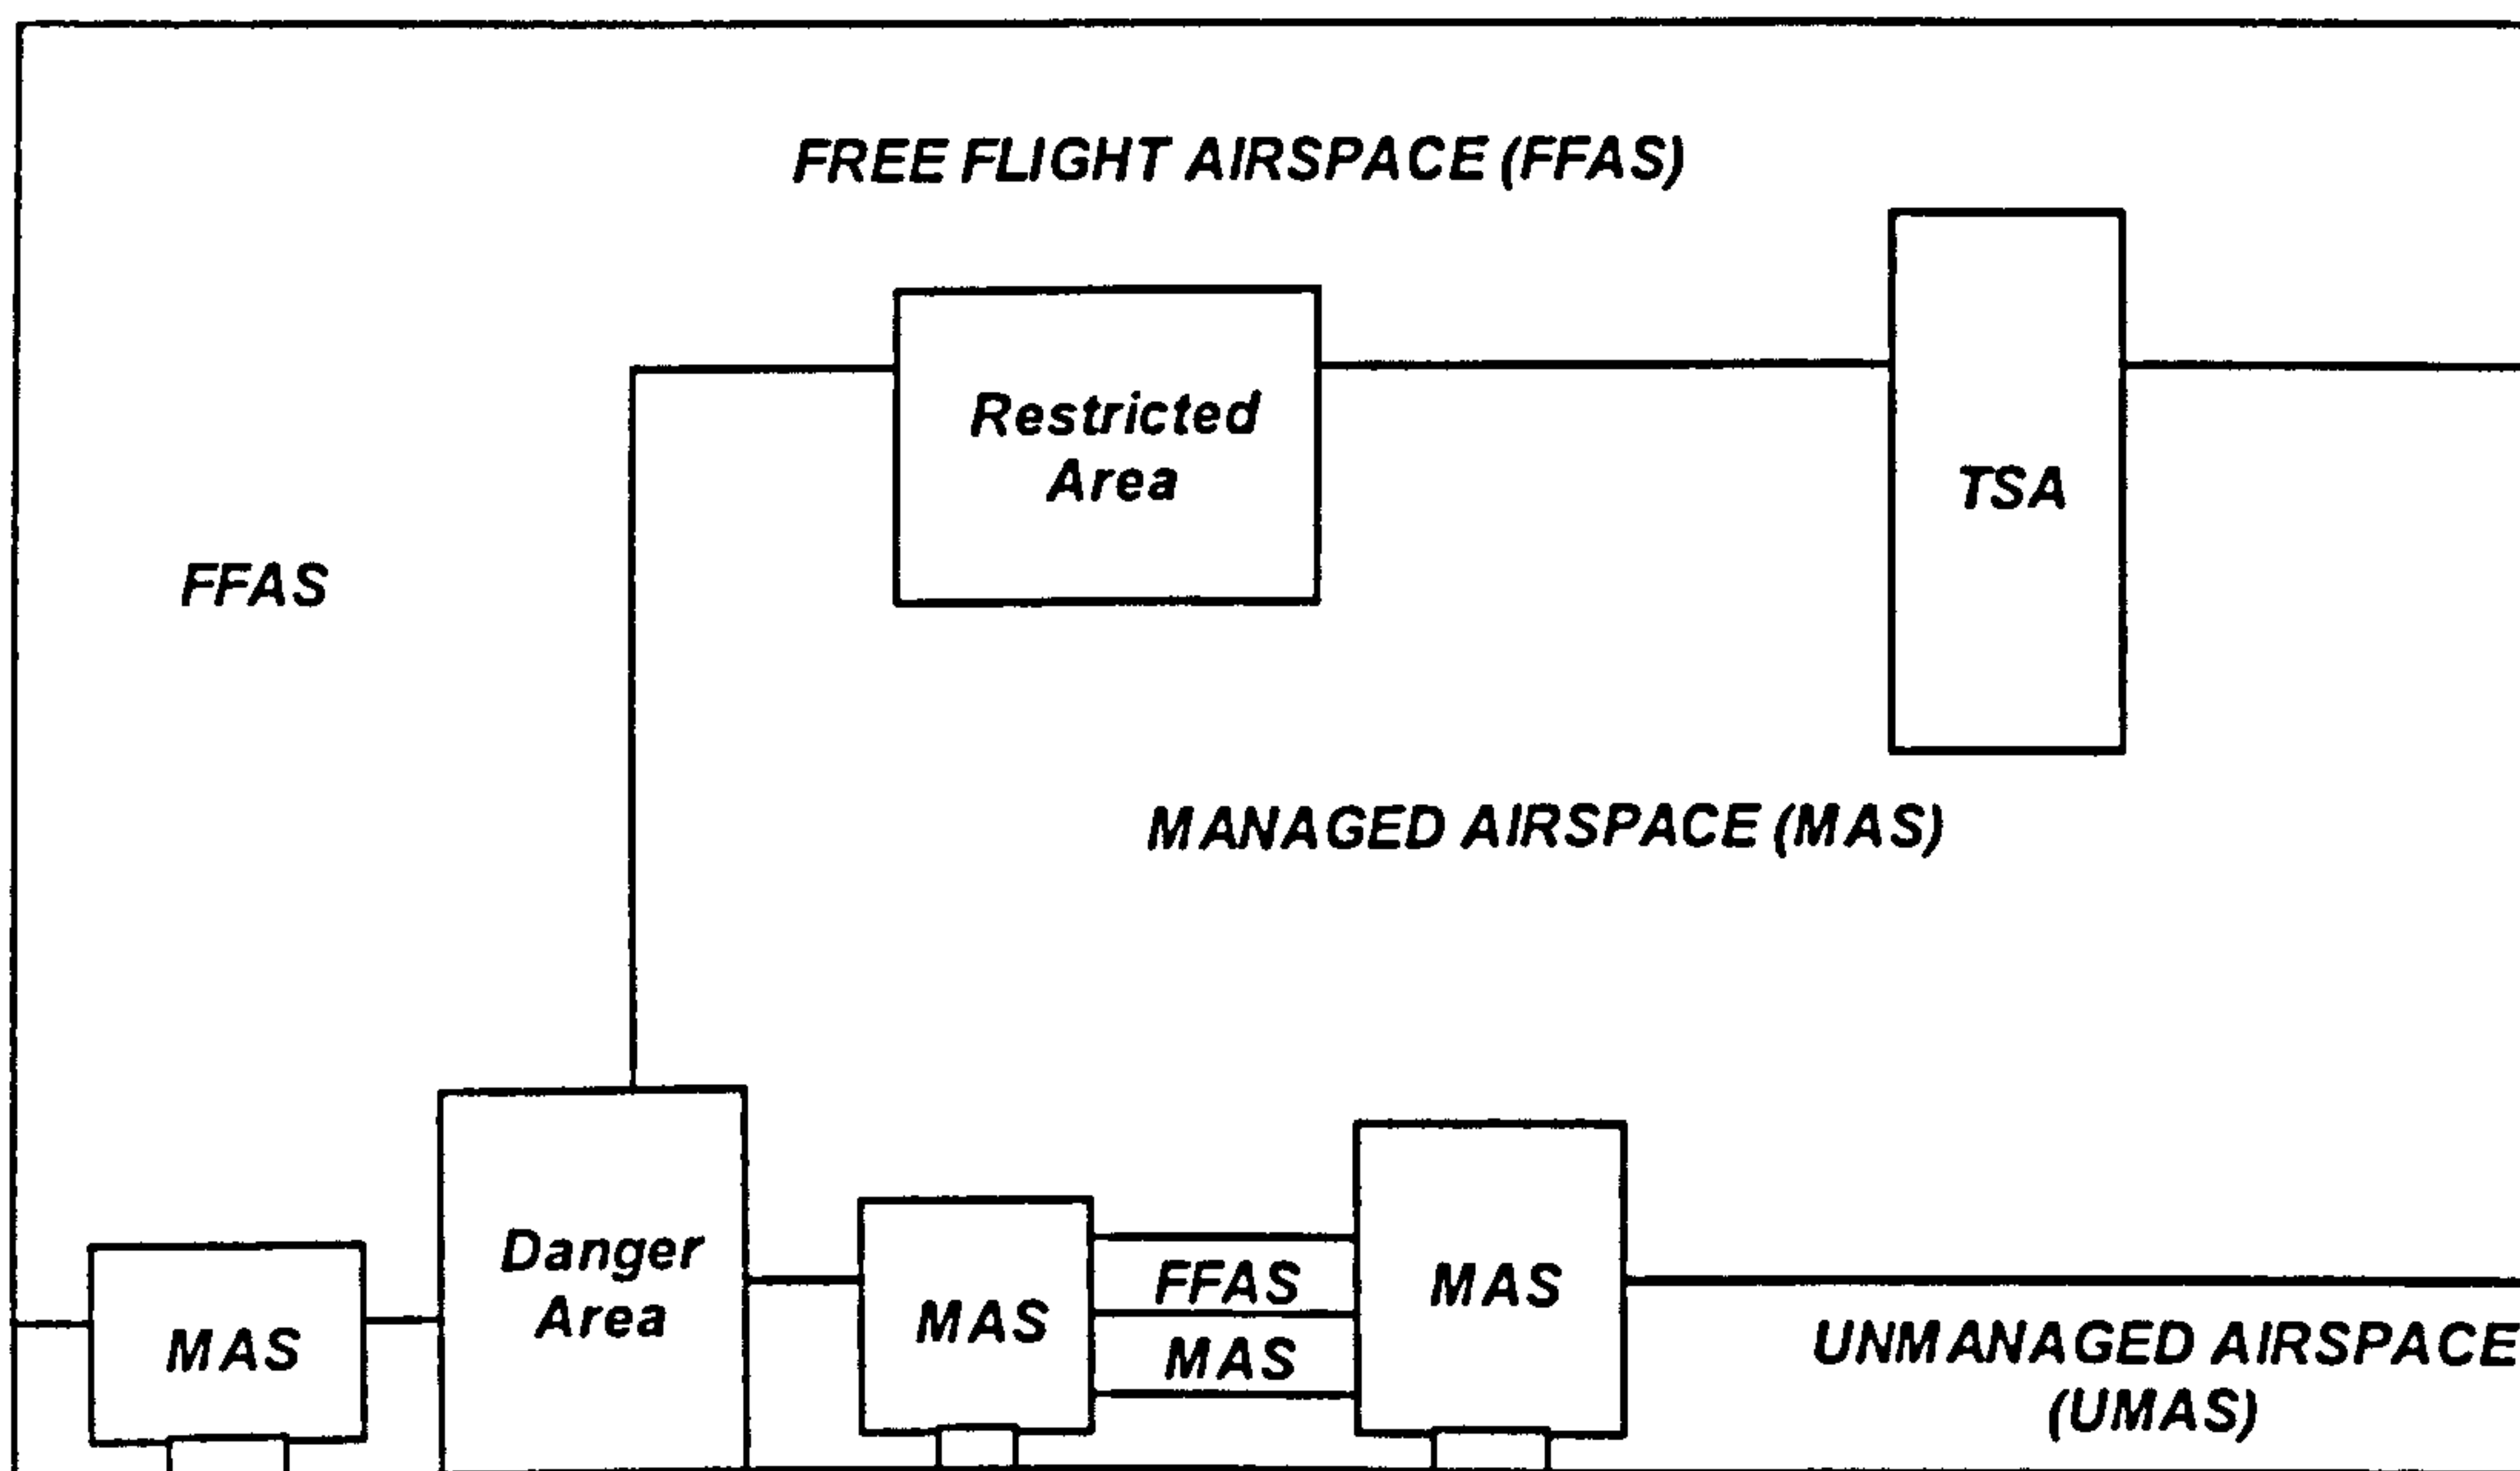 FREE FLIGHT AIRSPACE (FFAS)
Restricted
Area
TSA
FFAS
MANAGED AIRSPACE (MAS)
Danger
Area
MAS
MAS
FFAS
MAS
MAS
UNMANAGED AIRSPACE
(UMAS)